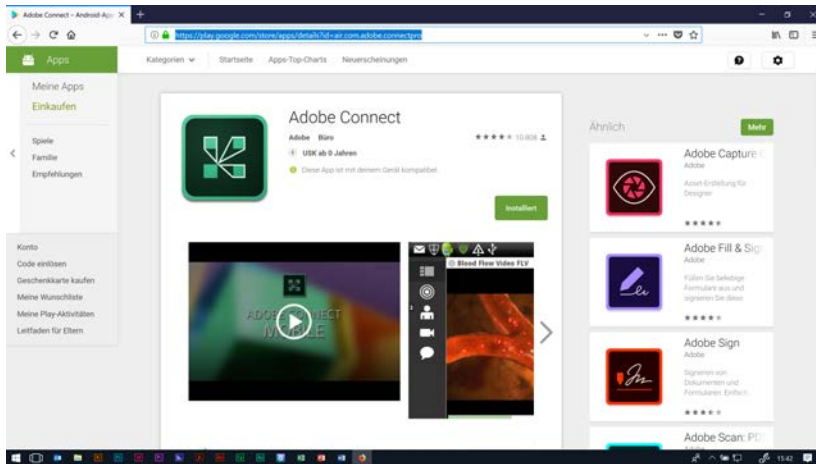 Adobe Connect – Android-App
https://play.google.com/store/apps/details?id=air.com.adobe.connectpro
Apps
Kategorien
Startseite
Apps-Top-Charts
Neuerscheinungen
Meine Apps
Einkaufen
Spiele
Familie
Empfehlungen
Konto
Code einlösen
Geschenkkarte kaufen
Meine Wunschliste
Meine Play-Aktivitäten
Leitfaden für Eltern
Adobe Connect
Adobe Büro
10.808
USK ab 0 Jahren
Diese App ist mit deinem Gerät kompatibel.
Installiert
ADOBE CONNECT
MOBILE
Blood Flow Video FLV
Ähnlich
Mehr
Adobe Capture
Adobe
Asset-Erstellung für
Designer
Adobe Fill & Sig
Adobe
Füllen Sie beliebige
Formulare aus und
signieren Sie diese
Adobe Sign
Adobe
Signieren von
Dokumenten und
Formularen. Einfach
Adobe Scan: PD
15:42